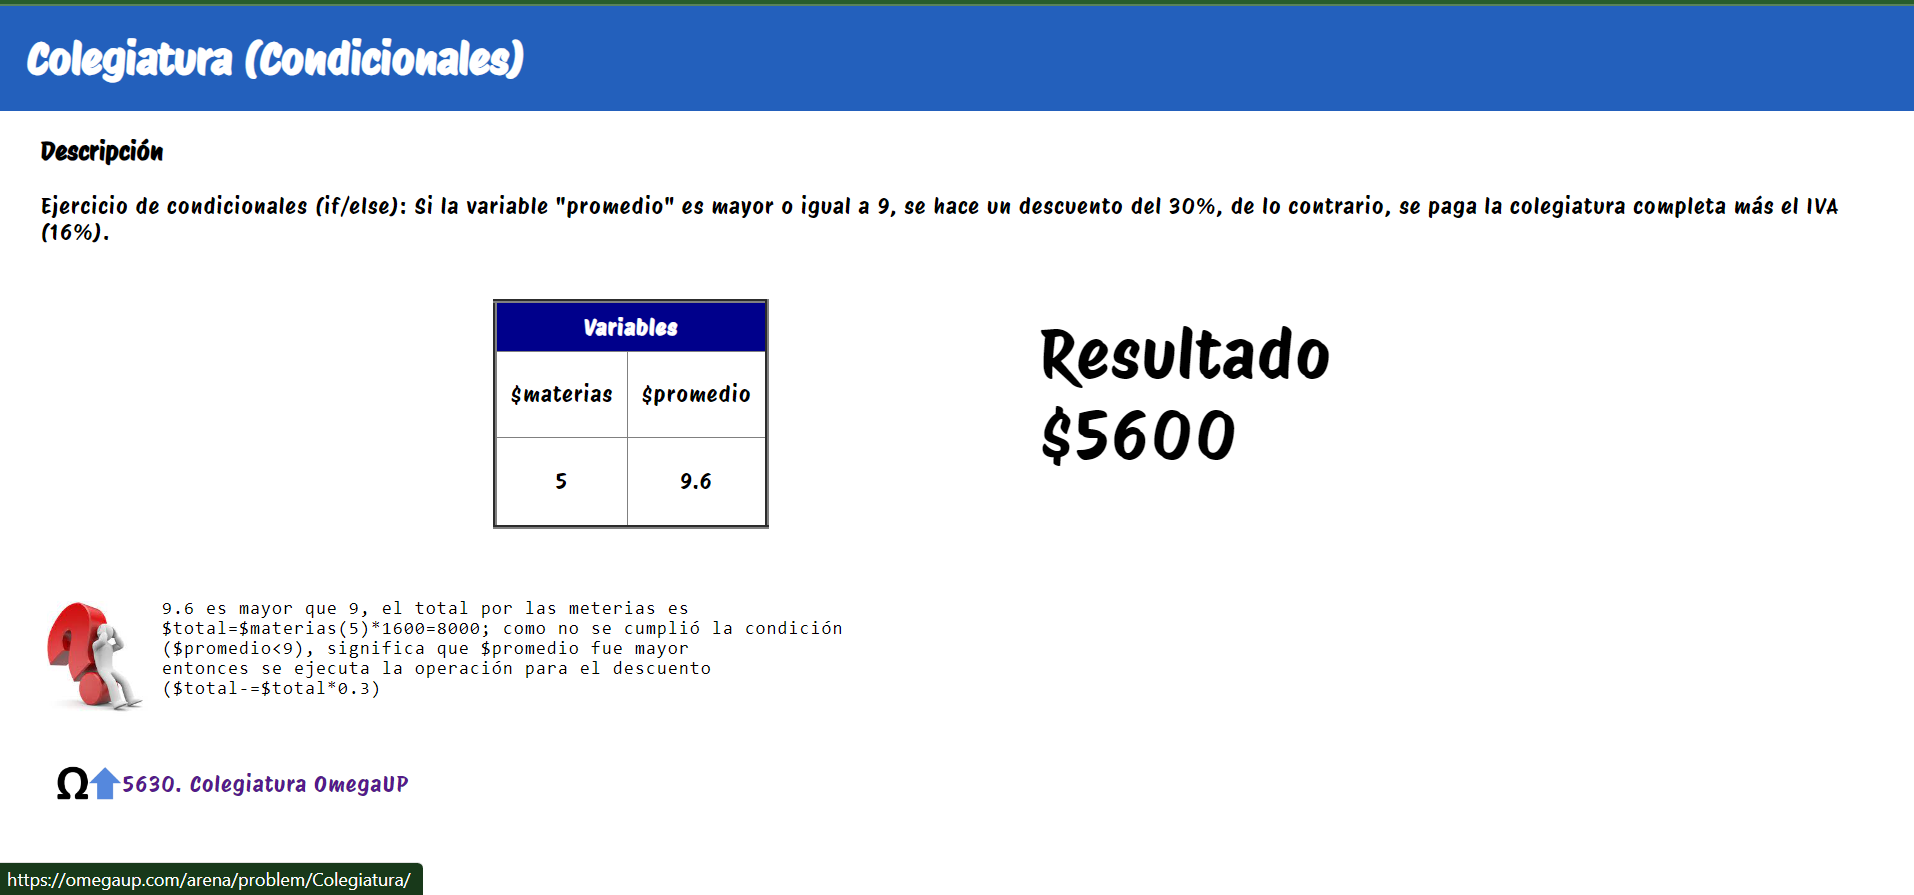 Colegiatura (Condicionales)
Descripción
Ejercicio de condicionales (if/else): Si la variable "promedio" es mayor o igual a 9, se hace un descuento del 30%, de lo contrario, se paga la colegiatura completa más el IVA
(16%).
Variables
$materias $promedio
5 9.6
Resultado
$5600
9.6 es mayor que 9, el total por las meterias es
$total=$materias(5)*1600=8000; como no se cumplió la condición
($promedio<9), significa que $promedio fue mayor
entonces se ejecuta la operación para el descuento
($total-=$total*0.3)
Ω 5630. Colegiatura OmegaUP
https://omegaup.com/arena/problem/Colegiatura/